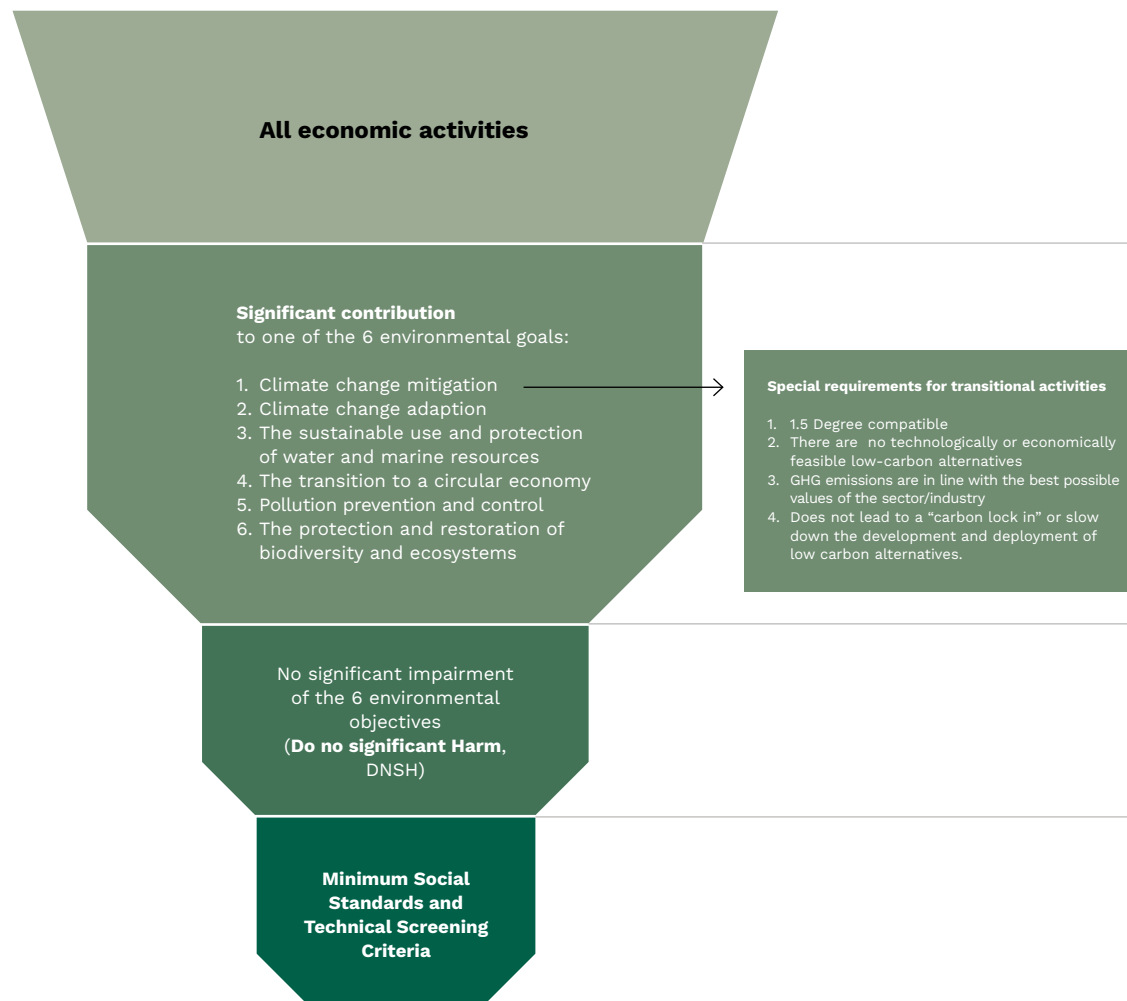 All economic activities
Significant contribution
to one of the 6 environmental goals:
1. Climate change mitigation
2. Climate change adaption
3. The sustainable use and protection
of water and marine resources
4. The transition to a circular economy
5. Pollution prevention and control
6. The protection and restoration of
biodiversity and ecosystems
Special requirements for transitional activities
1. 1.5 Degree compatible
2. There are no technologically or economically
feasible low-carbon alternatives
3. GHG emissions are in line with the best possible
values of the sector/industry
4. Does not lead to a “carbon lock in” or slow
down the development and deployment of
low carbon alternatives.
No significant impairment
of the 6 environmental
objectives
(Do no significant Harm,
DNSH)
Minimum Social
Standards and
Technical Screening
Criteria